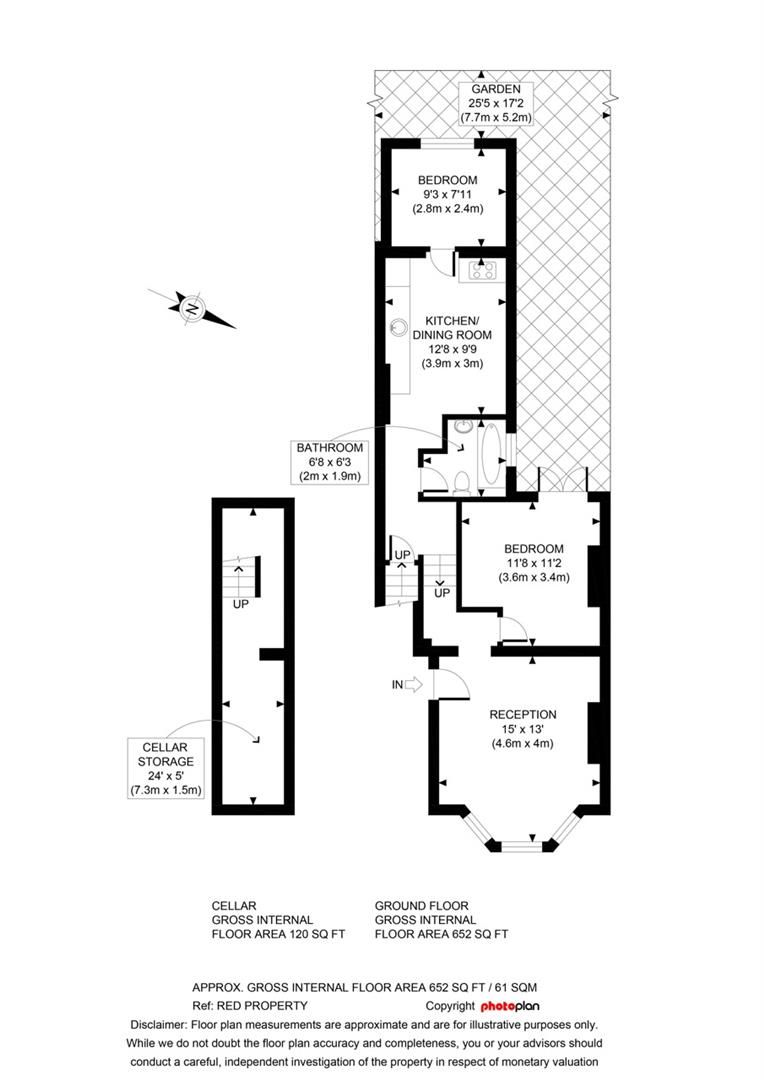 GARDEN
25'5 x 17'2
(7.7m x 5.2m)
BEDROOM
9'3 x 7'11
(2.8m x 2.4m)
N
KITCHEN/
DINING ROOM
12'8 x 9'9
(3.9m x 3m)
BATHROOM
6'8 x 6'3
(2m x 1.9m)
UP
UP
BEDROOM
11'8 x 11'2
(3.6m x 3.4m)
UP
IN
RECEPTION
15' x 13'
(4.6m x 4m)
CELLAR
STORAGE
24' x 5'
(7.3m x 1.5m)
CELLAR
GROSS INTERNAL
FLOOR AREA 120 SQ FT
GROUND FLOOR
GROSS INTERNAL
FLOOR AREA 652 SQ FT
APPROX. GROSS INTERNAL FLOOR AREA 652 SQ FT / 61 SQM
Ref: RED PROPERTY Copyright photoplan
Disclaimer: Floor plan measurements are approximate and are for illustrative purposes only.
While we do not doubt the floor plan accuracy and completeness, you or your advisors should
conduct a careful, independent investigation of the property in respect of monetary valuation